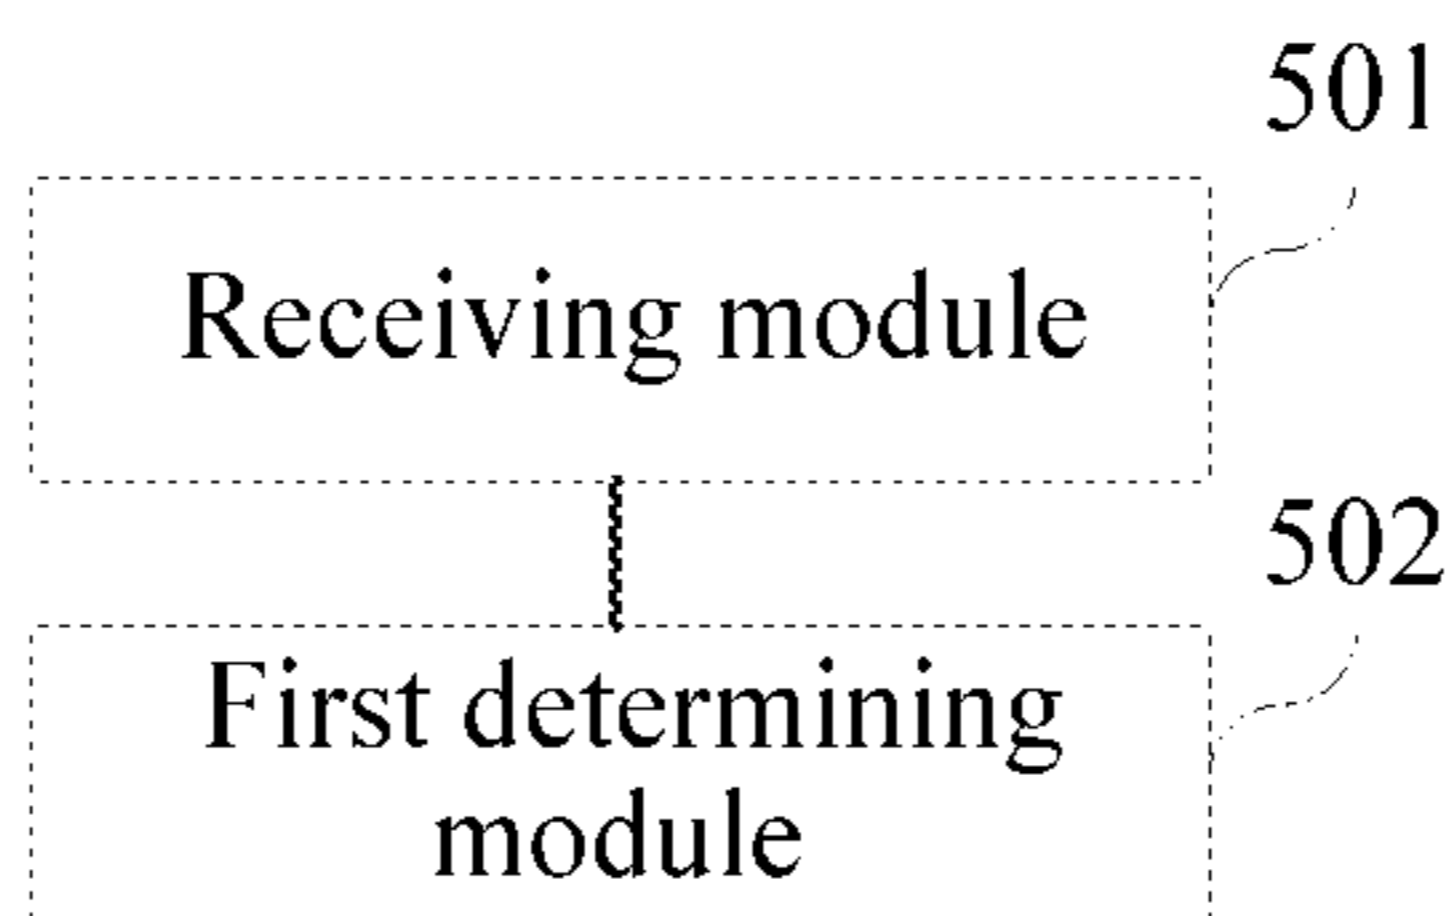 501
Receiving module
502
First determining
module